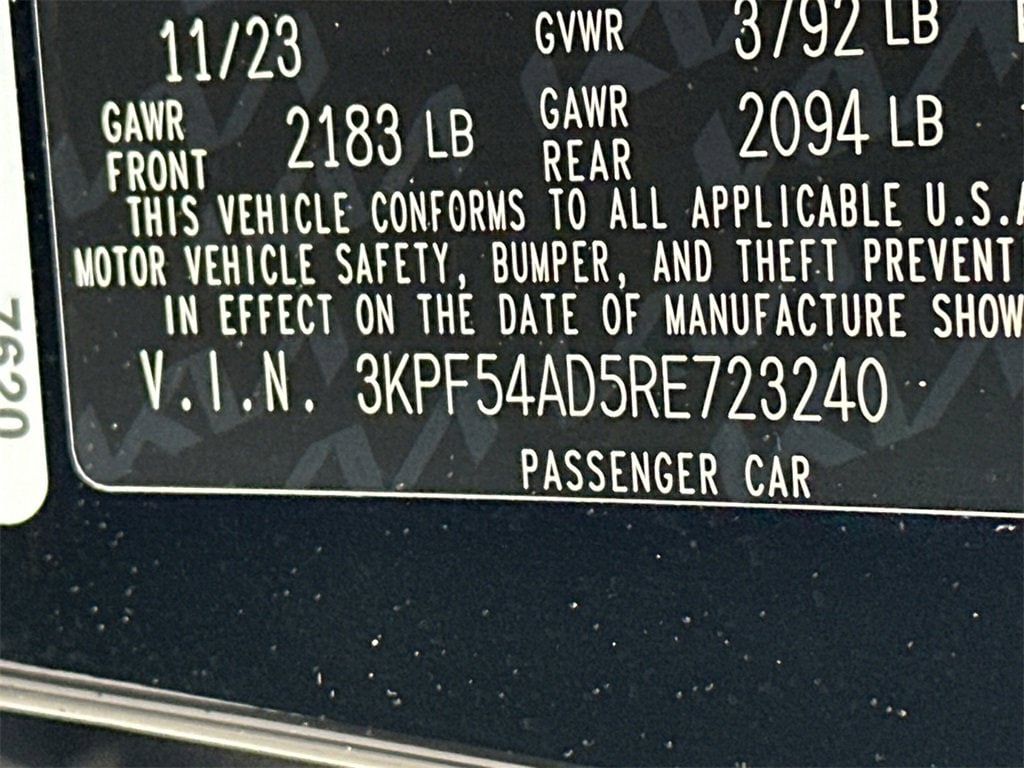 11/23 GVWR 3792 LB
GAWR FRONT 2183 LB GAWR REAR 2094 LB
THIS VEHICLE CONFORMS TO ALL APPLICABLE U.S.A
MOTOR VEHICLE SAFETY, BUMPER, AND THEFT PREVENT
IN EFFECT ON THE DATE OF MANUFACTURE SHOW
V.I.N. 3KPF54AD5RE723240
PASSENGER CAR